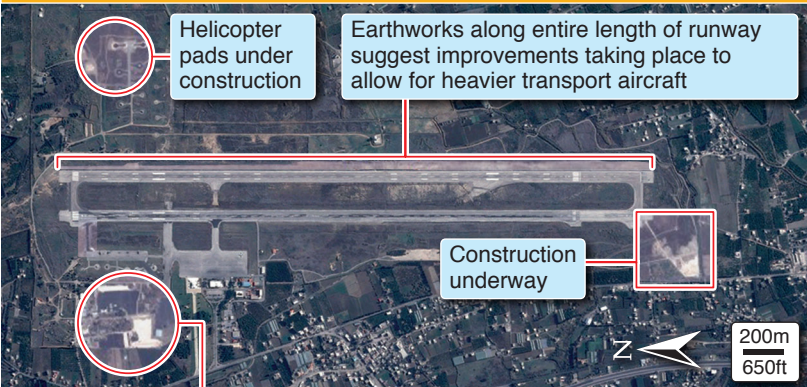 Helicopter
pads under
construction
Earthworks along entire length of runway
suggest improvements taking place to
allow for heavier transport aircraft
Construction
underway
N
200m
650ft